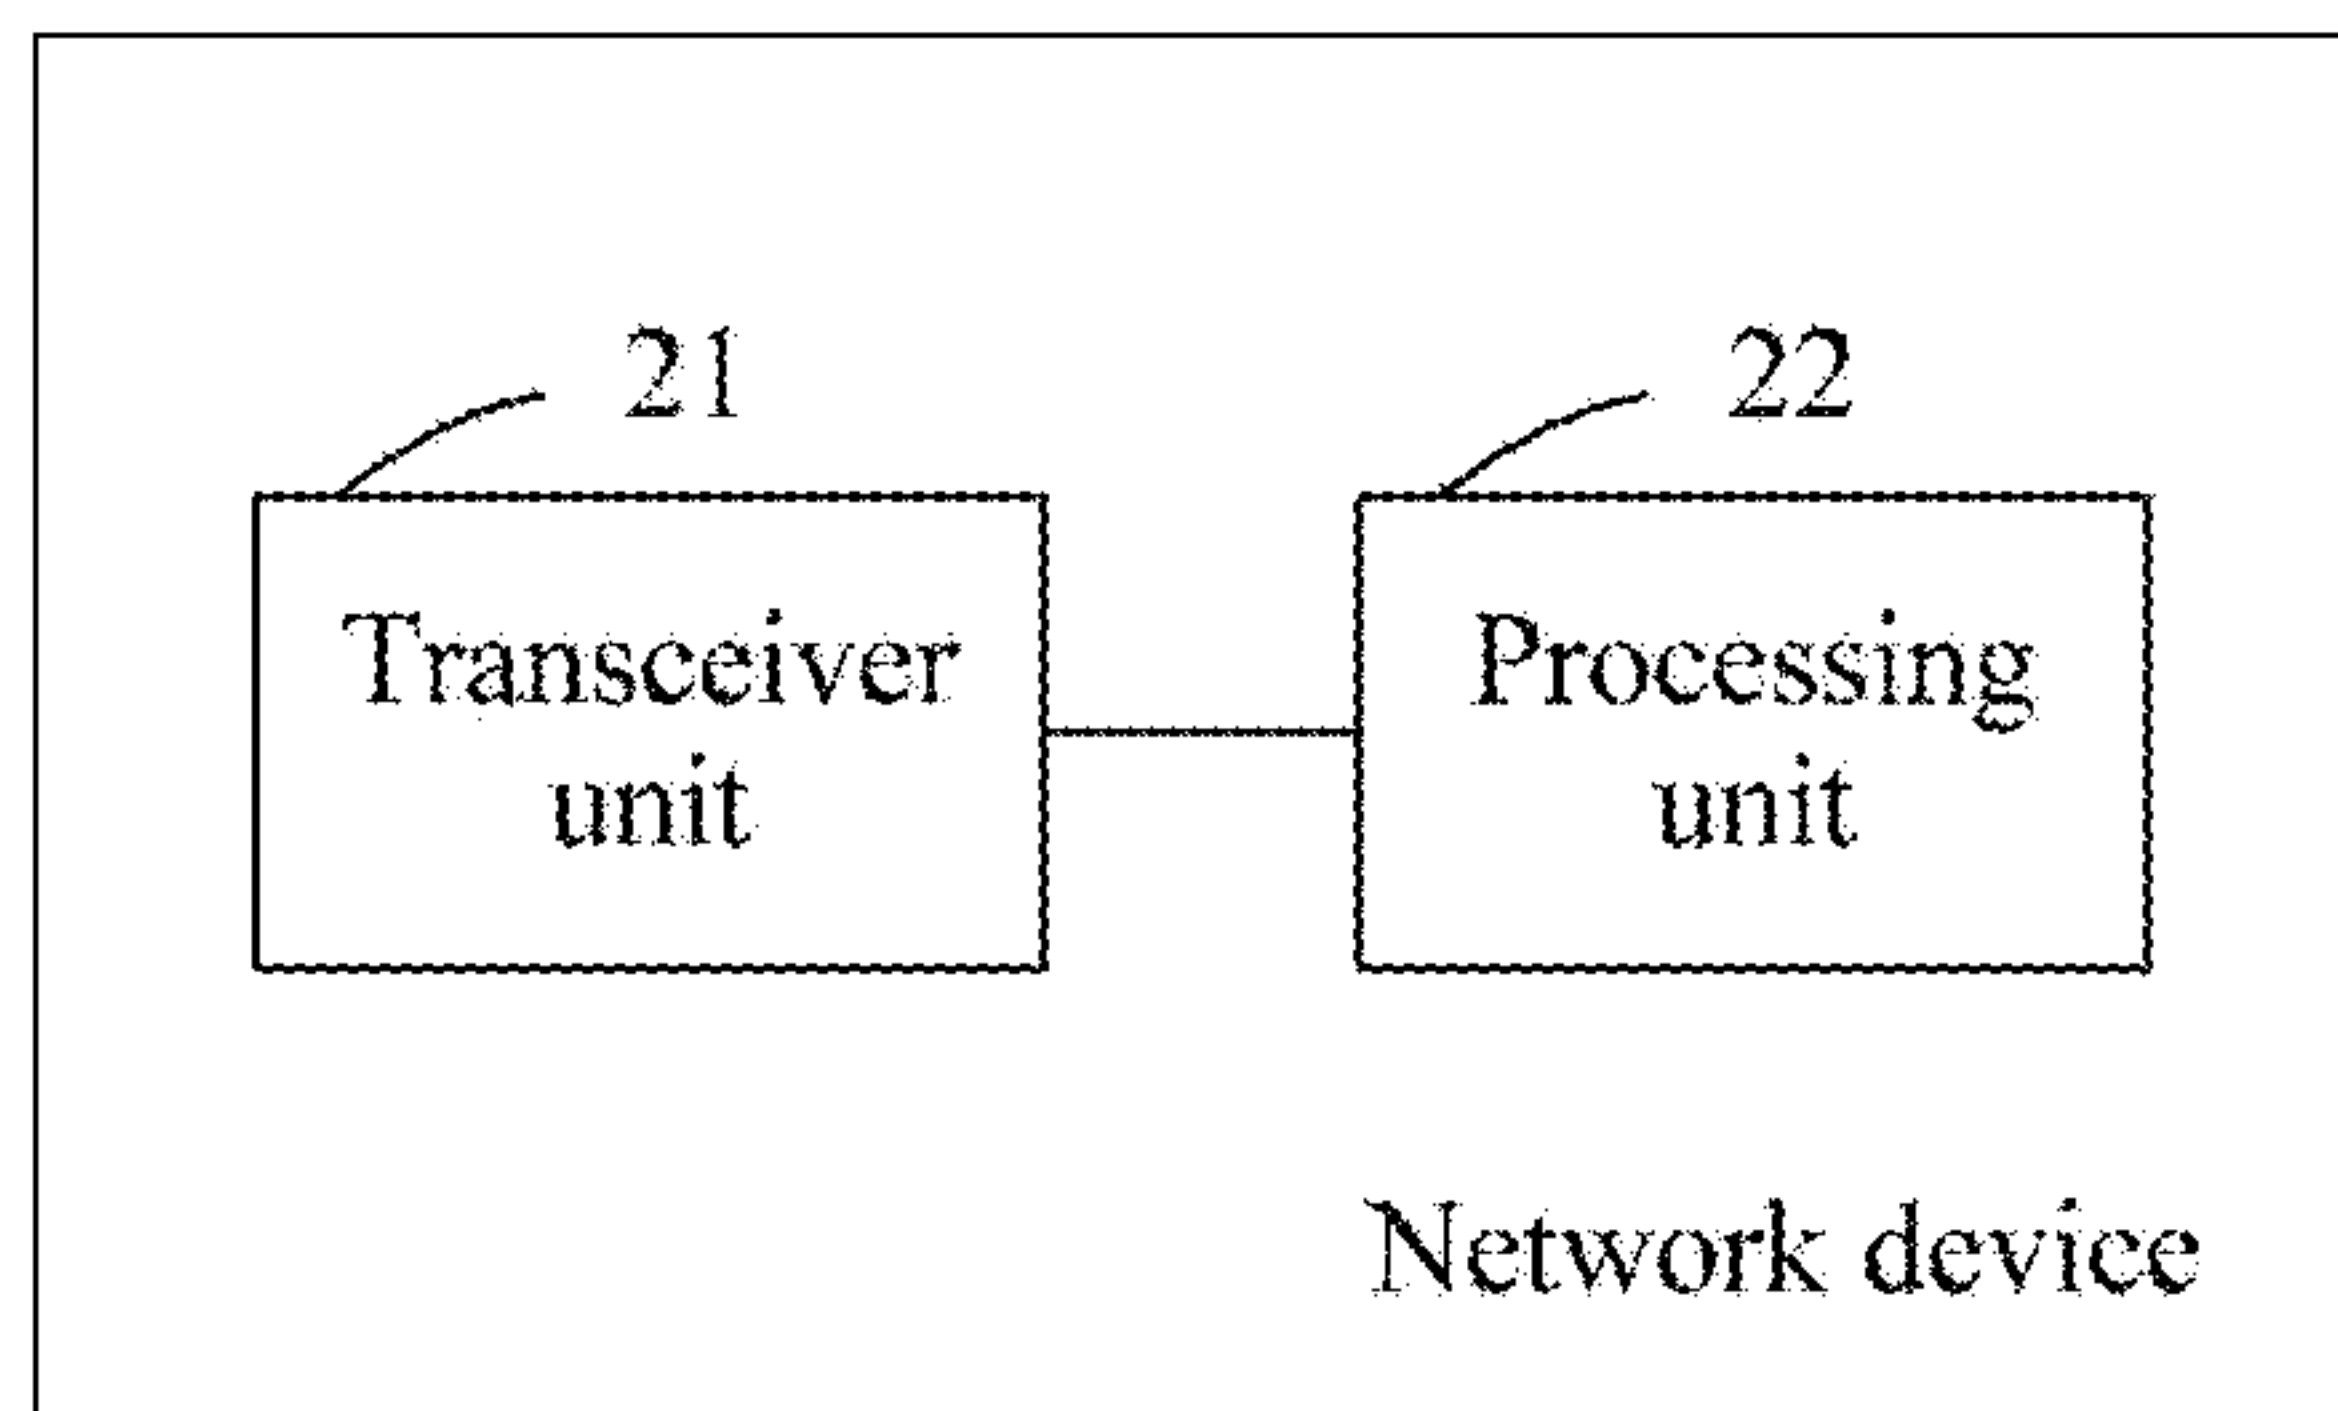 21
22
Transceiver
unit
Processing
unit
Network device